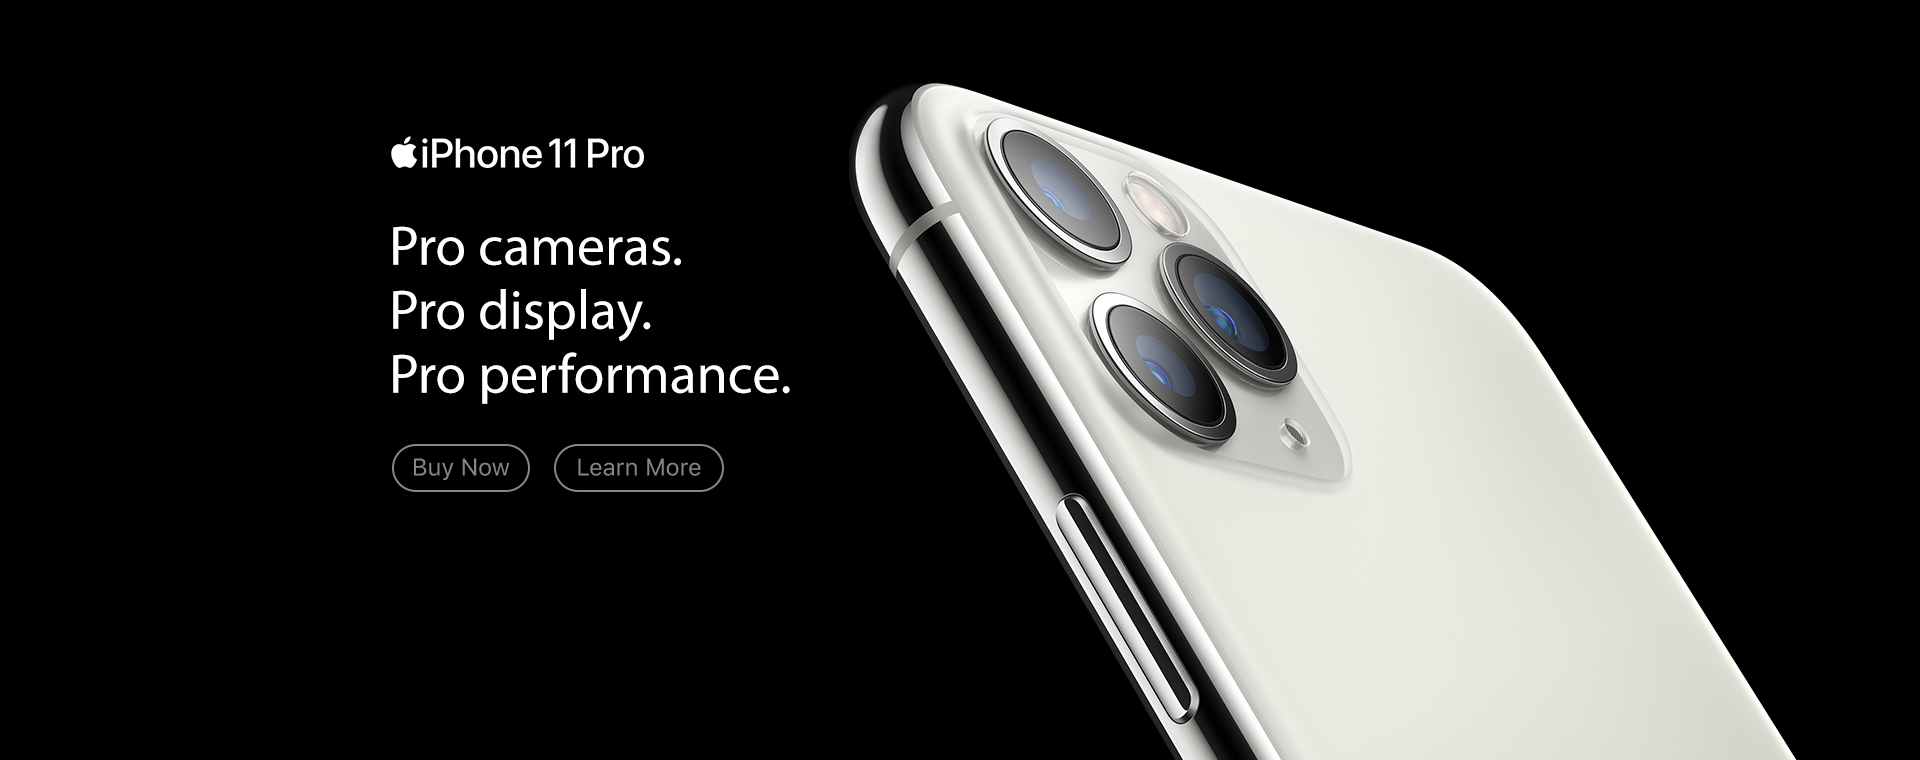 iPhone 11 Pro
Pro cameras.
Pro display.
Pro performance.
Buy Now
Learn More